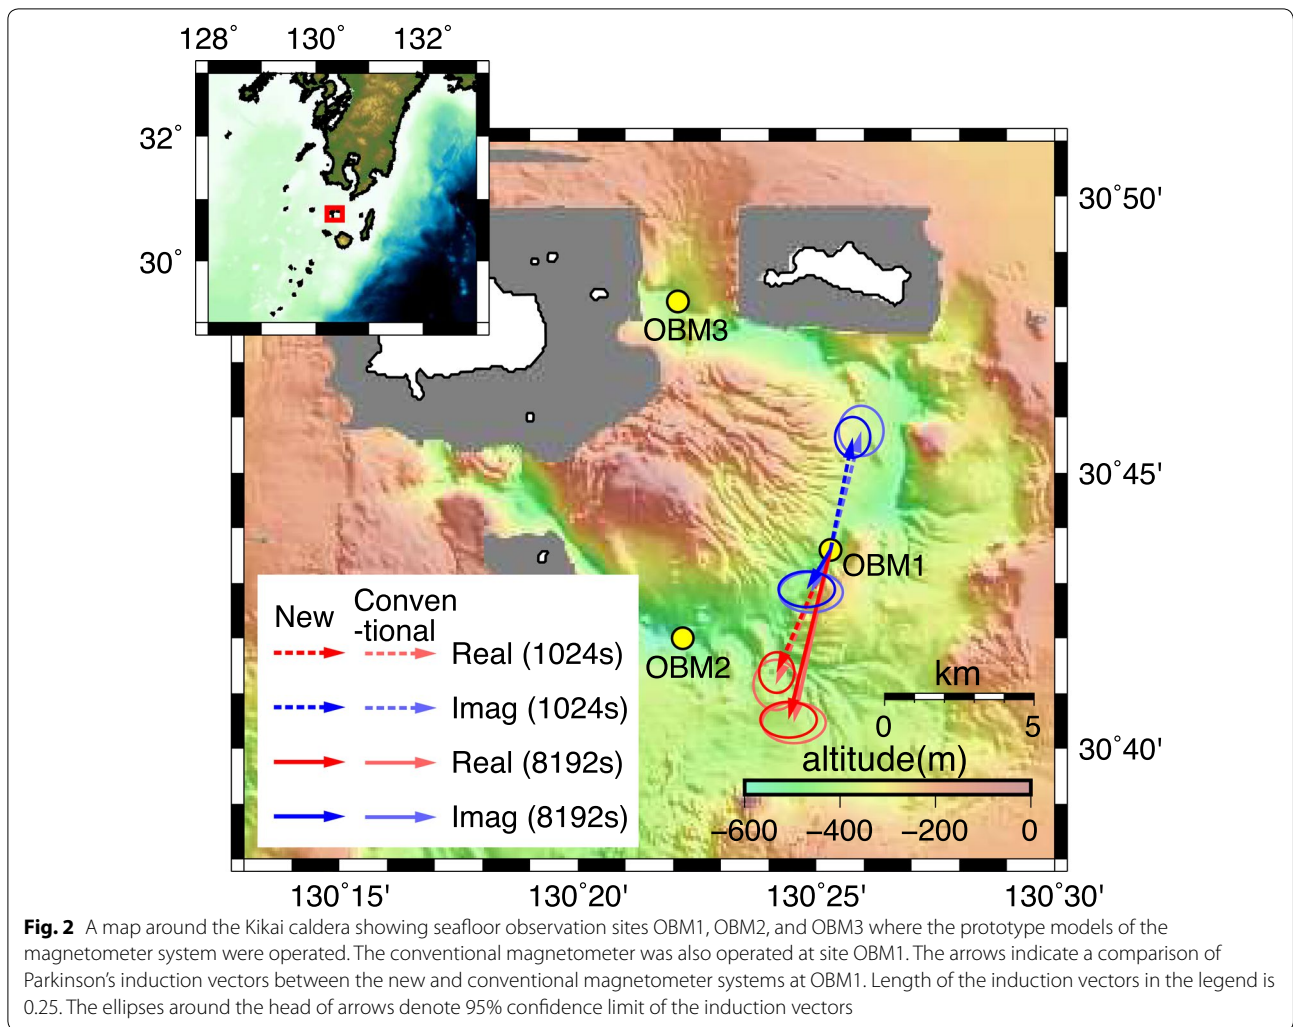 128° 130° 132°
32°
30°
30°50'
OBM3
30°45'
OBM1
New Conven
-tional
Real (1024s)
OBM2
km
Imag (1024s)
0 5
30°40'
Real (8192s)
altitude(m)
Imag (8192s)
−600 −400 −200 0
130°15' 130°20' 130°25' 130°30'
Fig. 2 A map around the Kikai caldera showing seafloor observation sites OBM1, OBM2, and OBM3 where the prototype models of the
magnetometer system were operated. The conventional magnetometer was also operated at site OBM1. The arrows indicate a comparison of
Parkinson's induction vectors between the new and conventional magnetometer systems at OBM1. Length of the induction vectors in the legend is
0.25. The ellipses around the head of arrows denote 95% confidence limit of the induction vectors